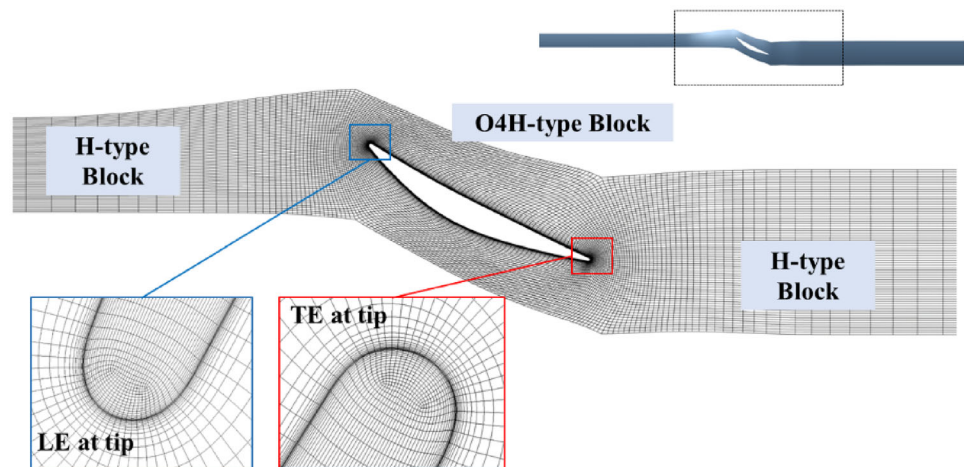 O4H-type Block
H-type
Block
H-type
Block
TE at tip
LE at tip